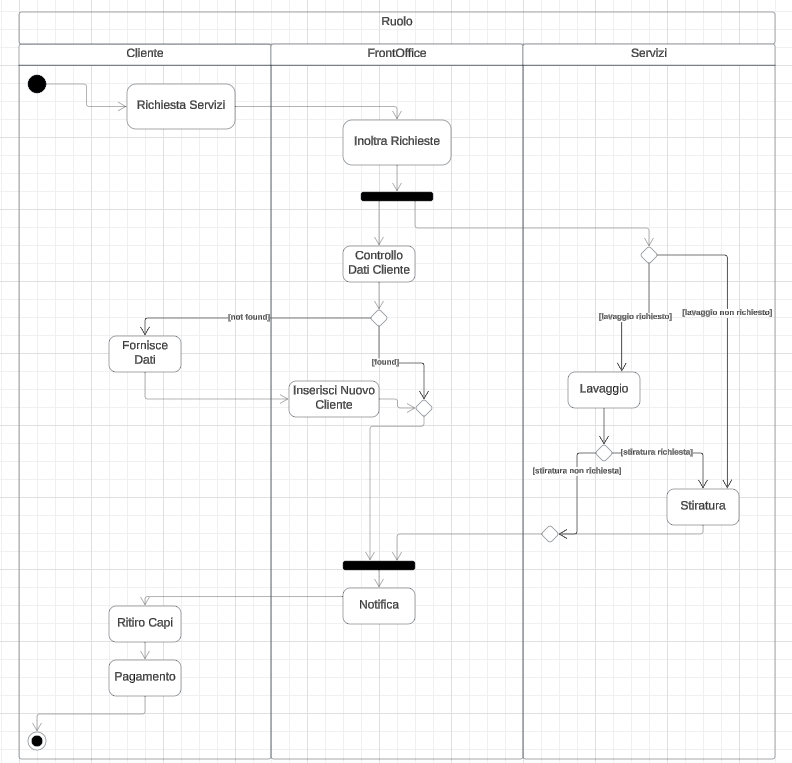 Ruolo
Cliente
FrontOffice
Servizi
Richiesta Servizi
Inoltra Richieste
Controllo
Dati Cliente
[not found]
[lavaggio richiesto]
[lavaggio non richiesto]
Fornisce
Dati
[found]
Inserisci Nuovo
Cliente
Lavaggio
[stiratura richiesta]
[stiratura non richiesta]
Stiratura
Notifica
Ritiro Capi
Pagamento